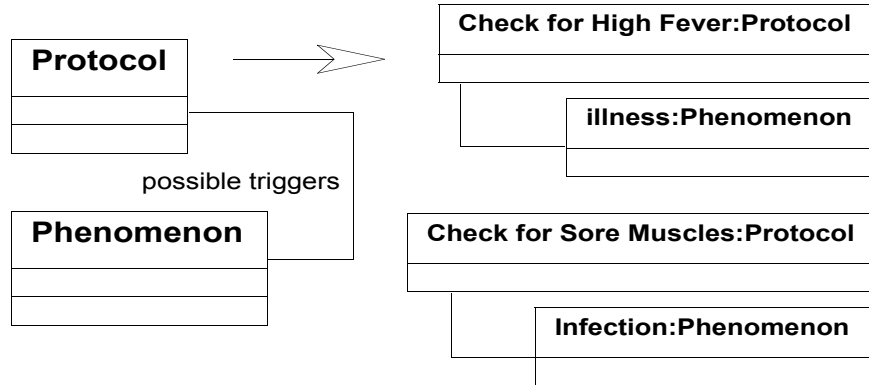 Protocol
possible triggers
Phenomenon
Check for High Fever:Protocol
illness:Phenomenon
Check for Sore Muscles:Protocol
Infection:Phenomenon